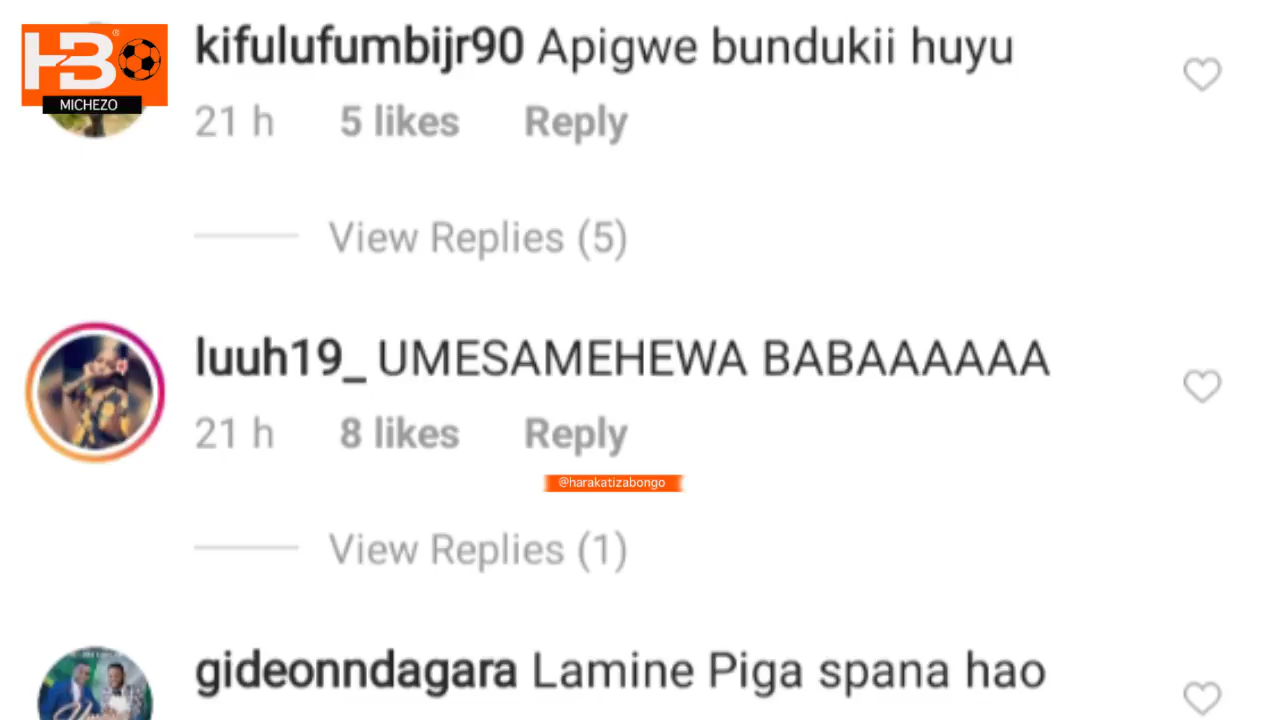 HBO
MICHEZO
kifulufumbijr90 Apigwe bundukii huyu
21 h 5 likes Reply
View Replies (5)
luuh19_ UMESAMEHEWA BABAAAAAA
21 h 8 likes Reply
@harakatizabongo
View Replies (1)
gideonndagara Lamine Piga spana hao